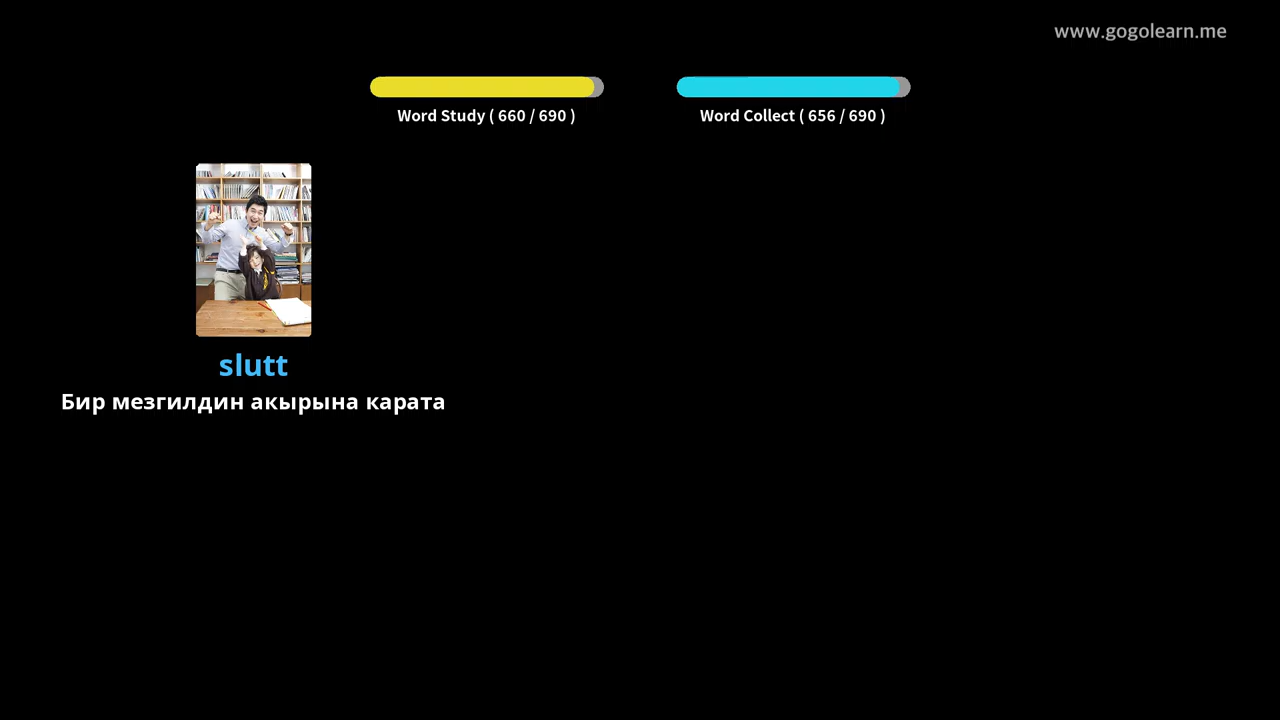 www.gogolearn.me
Word Study ( 660 / 690 )
Word Collect ( 656 / 690 )
slutt
Бир мезгилдин акырына карата